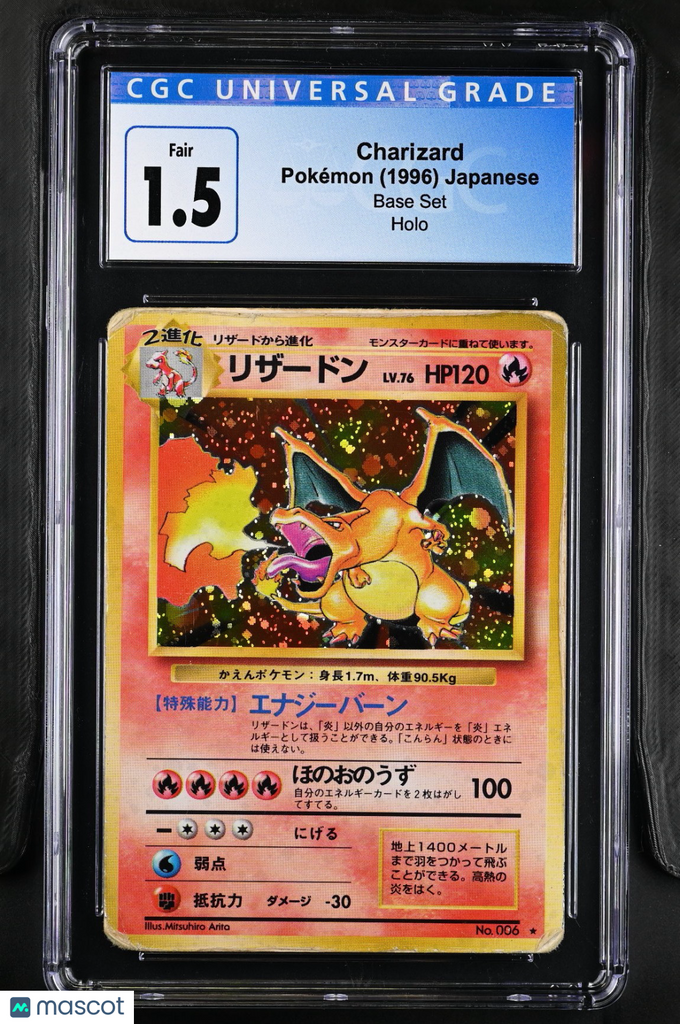 CGC UNIVERSAL GRADE
Fair
1.5
Charizard
Pokémon (1996) Japanese
Base Set
Holo
2進化
リザードから進化
モンスターカードに重ねて使います。
リザードン LV.76 HP120
かえんポケモン：身長1.7m、体重90.5Kg
【特殊能力】エナジーバーン
リザードンは、「炎」以外の自分のエネルギーを「炎」エネ
ルギーとして扱うことができる。「こんらん」状態のときに
は使えない。
ほのおのうず 100
自分のエネルギーカードを2枚はがし
てすてる。
にげる
弱点
抵抗力 ダメージ -30
地上1400メートル
まで羽をつかって飛ぶ
ことができる。高熱の
炎をはく。
Illus.Mitsuhiro Arita
No. 006 ★
mascot